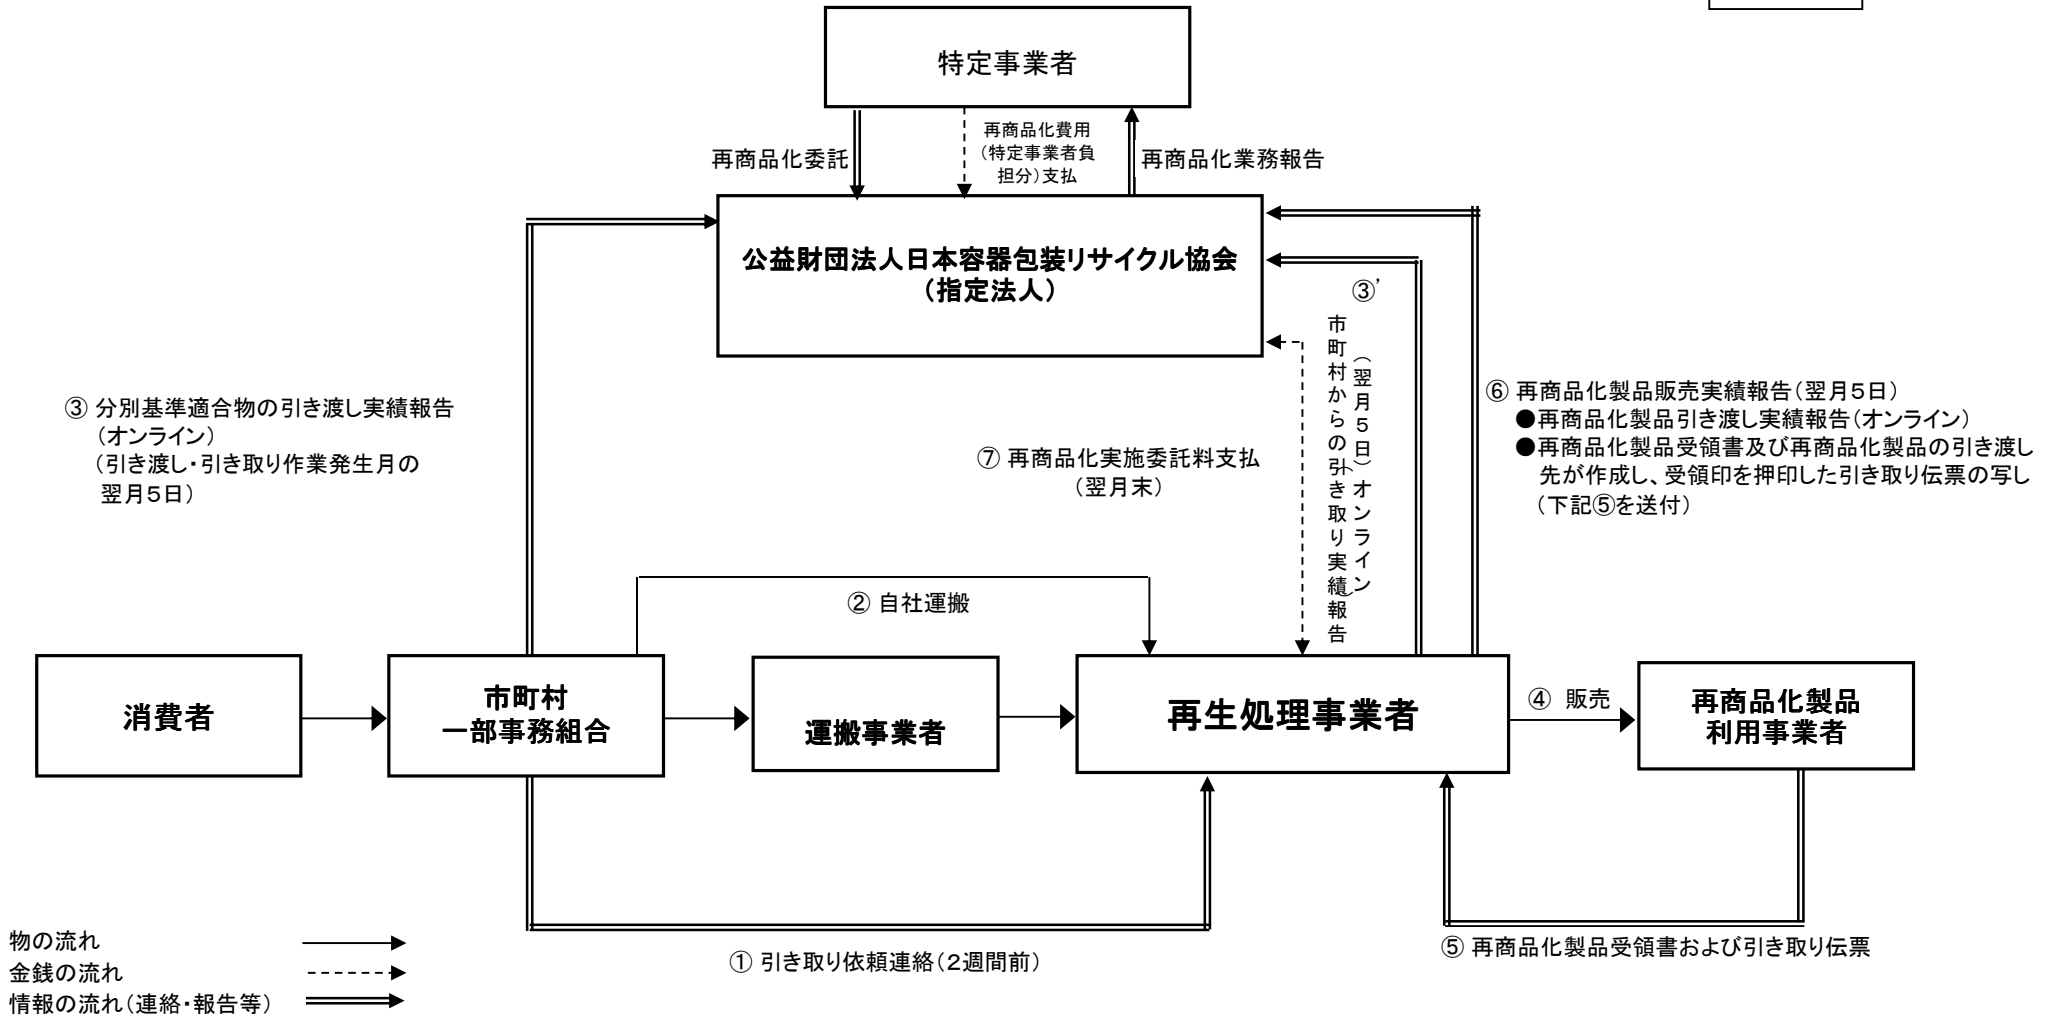 特定事業者
再商品化委託
再商品化費用
(特定事業者負
担分)支払
再商品化業務報告
公益財団法人日本容器包装リサイクル協会
(指定法人)
③’
市町村からの引き取り実績報告
(翌月5日)(オンライン)
③ 分別基準適合物の引き渡し実績報告
(オンライン)
(引き渡し・引き取り作業発生月の
翌月5日)
⑦ 再商品化実施委託料支払
(翌月末)
⑥ 再商品化製品販売実績報告(翌月5日)
●再商品化製品引き渡し実績報告(オンライン)
●再商品化製品受領書及び再商品化製品の引き渡し
先が作成し、受領印を押印した引き取り伝票の写し
(下記⑤を送付)
② 自社運搬
消費者
市町村
一部事務組合
運搬事業者
再生処理事業者
④ 販売
再商品化製品
利用事業者
① 引き取り依頼連絡(2週間前)
⑤ 再商品化製品受領書および引き取り伝票
物の流れ
金銭の流れ
情報の流れ(連絡・報告等)